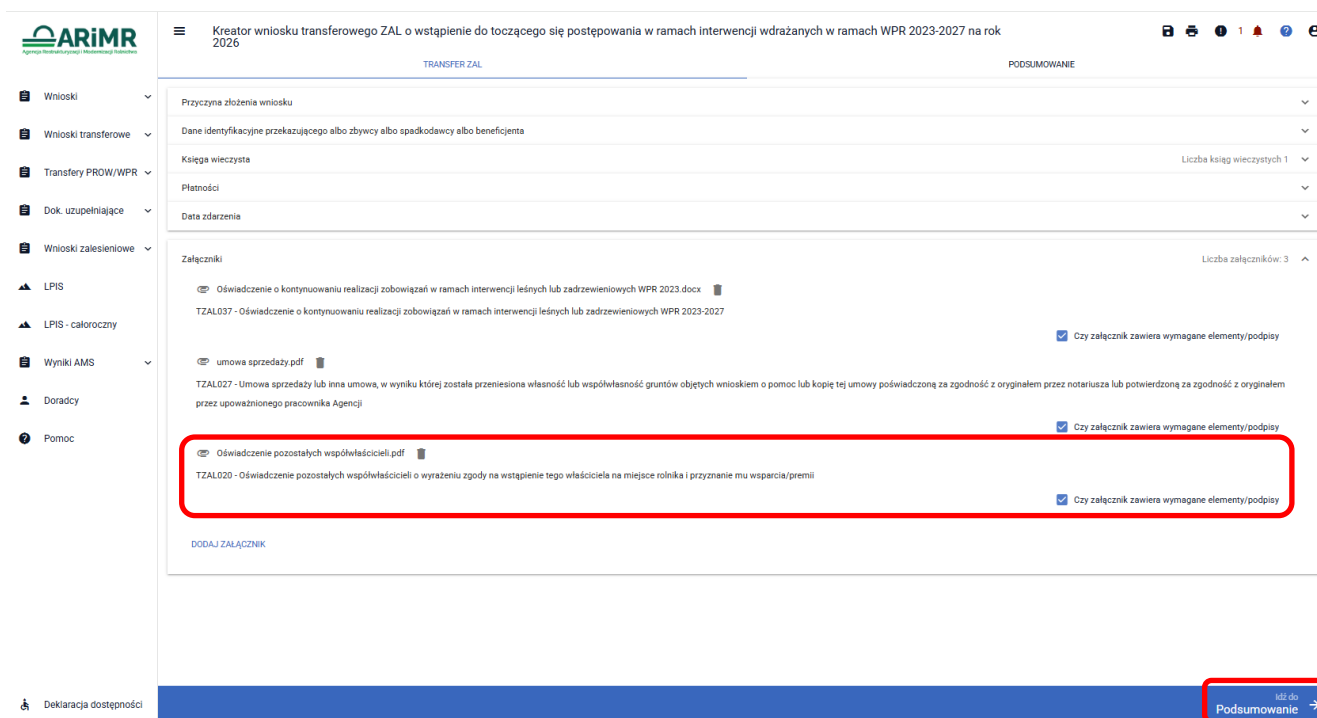 ARiMR
Agencja Restrukturyzacji i Modernizacji Rolnictwa
Kreator wniosku transferowego ZAL o wstąpienie do toczącego się postępowania w ramach interwencji wdrażanych w ramach WPR 2023-2027 na rok
2026
1
TRANSFER ZAL
PODSUMOWANIE
Wnioski
Wnioski transferowe
Transfery PROW/WPR
Dok. uzupełniające
Wnioski zalesieniowe
LPIS
LPIS - całoroczny
Wyniki AMS
Doradcy
Pomoc
Deklaracja dostępności
Przyczyna złożenia wniosku
Dane identyfikacyjne przekazującego albo zbywcy albo spadkodawcy albo beneficjenta
Księga wieczysta Liczba ksiąg wieczystych 1
Płatności
Data zdarzenia
Załączniki Liczba załączników: 3
Oświadczenie o kontynuowaniu realizacji zobowiązań w ramach interwencji leśnych lub zadrzewieniowych WPR 2023.docx
TZAL037 - Oświadczenie o kontynuowaniu realizacji zobowiązań w ramach interwencji leśnych lub zadrzewieniowych WPR 2023-2027
Czy załącznik zawiera wymagane elementy/podpisy
umowa sprzedaży.pdf
TZAL027 - Umowa sprzedaży lub inna umowa, w wyniku której została przeniesiona własność lub współwłasność gruntów objętych wnioskiem o pomoc lub kopię tej umowy poświadczoną za zgodność z oryginałem przez notariusza lub potwierdzoną za zgodność z oryginałem
przez upoważnionego pracownika Agencji
Czy załącznik zawiera wymagane elementy/podpisy
Oświadczenie pozostałych współwłaścicieli.pdf
TZAL020 - Oświadczenie pozostałych współwłaścicieli o wyrażeniu zgody na wstąpienie tego właściciela na miejsce rolnika i przyznanie mu wsparcia/premii
Czy załącznik zawiera wymagane elementy/podpisy
DODAJ ZAŁĄCZNIK
Idź do
Podsumowanie